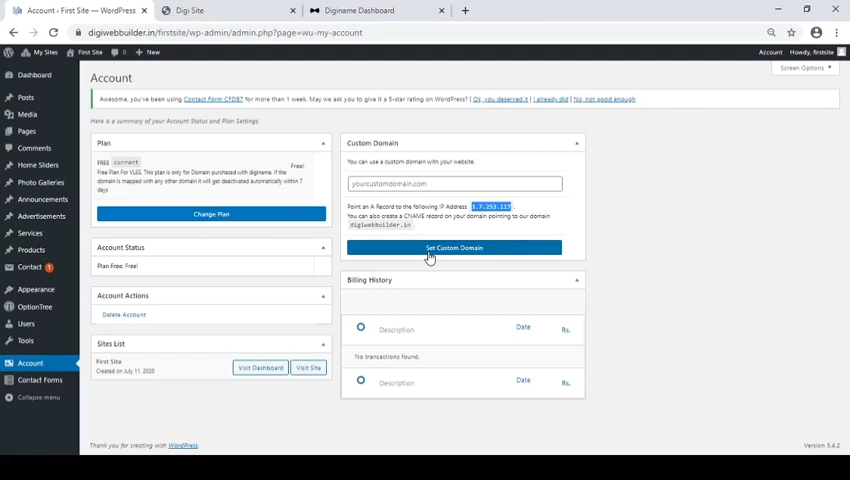 Account ‹ First Site — WordPress
Digi Site
Diginame Dashboard
digiwebbuilder.in/firstsite/wp-admin/admin.php?page=wu-my-account
My Sites
First Site
0
New
Account
Howdy, firstsite
Screen Options
Dashboard
Posts
Media
Pages
Comments
Home Sliders
Photo Galleries
Announcements
Advertisements
Services
Products
Contact 1
Appearance
OptionTree
Users
Tools
Account
Contact Forms
Collapse menu
Account
Awesome, you've been using Contact Form CFDB7 for more than 1 week. May we ask you to give it a 5-star rating on WordPress? | Ok, you deserved it | I already did | No, not good enough
Here is a summary of your Account Status and Plan Settings.
Plan
FREE current
Free!
Free Plan For VLES. This plan is only for Domain purchased with diginame. If the
domain is mapped with any other domain it will get deactivated automatically within 7
days
Change Plan
Account Status
Plan Free: Free!
Account Actions
Delete Account
Sites List
First Site
Created on July 11, 2020
Visit Dashboard
Visit Site
Custom Domain
You can use a custom domain with your website.
yourcustomdomain.com
Point an A Record to the following IP Address 3.7.253.117 .
You can also create a CNAME record on your domain pointing to our domain
digiwebbuilder.in .
Set Custom Domain
Billing History
Description
Date
Rs.
No transactions found.
Description
Date
Rs.
Thank you for creating with WordPress.
Version 5.4.2